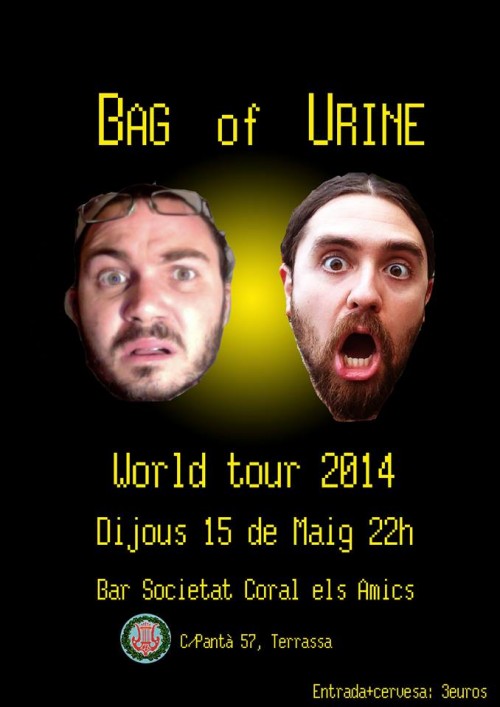 Bag of Urine
World tour 2014
Dijous 15 de Maig 22h
Bar Societat Coral els Amics
C/Pantà 57, Terrassa
Entrada+cervesa: 3euros